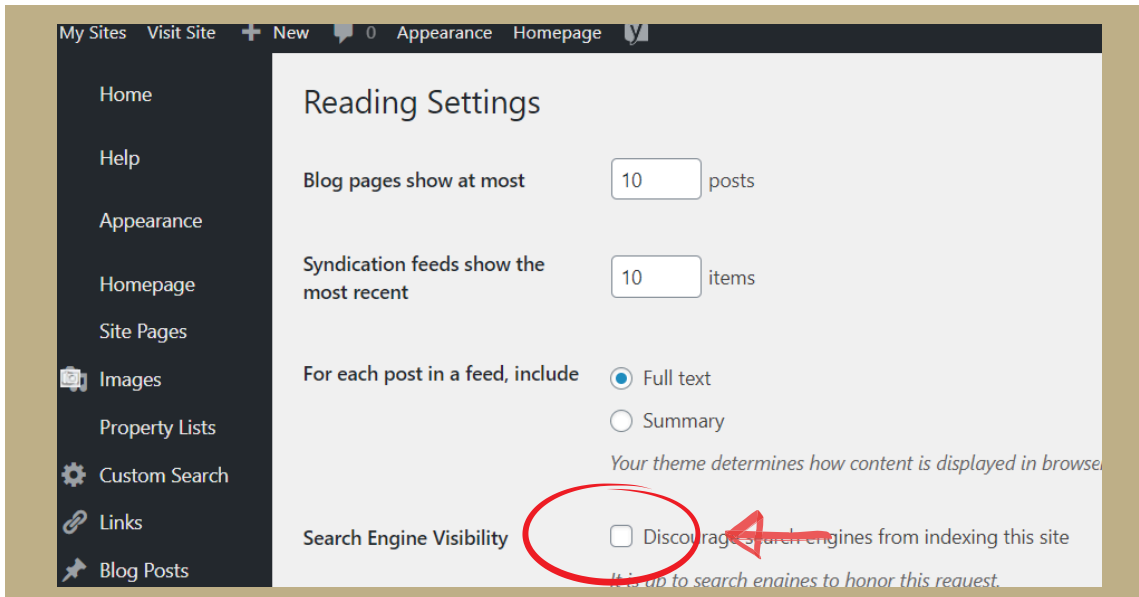 My Sites Visit Site New 0 Appearance Homepage
Home
Help
Appearance
Homepage
Site Pages
Images
Property Lists
Custom Search
Links
Blog Posts
Reading Settings
Blog pages show at most 10 posts
Syndication feeds show the
most recent 10 items
For each post in a feed, include Full text
Summary
Your theme determines how content is displayed in browse
Search Engine Visibility Discourage search engines from indexing this site
It is up to search engines to honor this request.